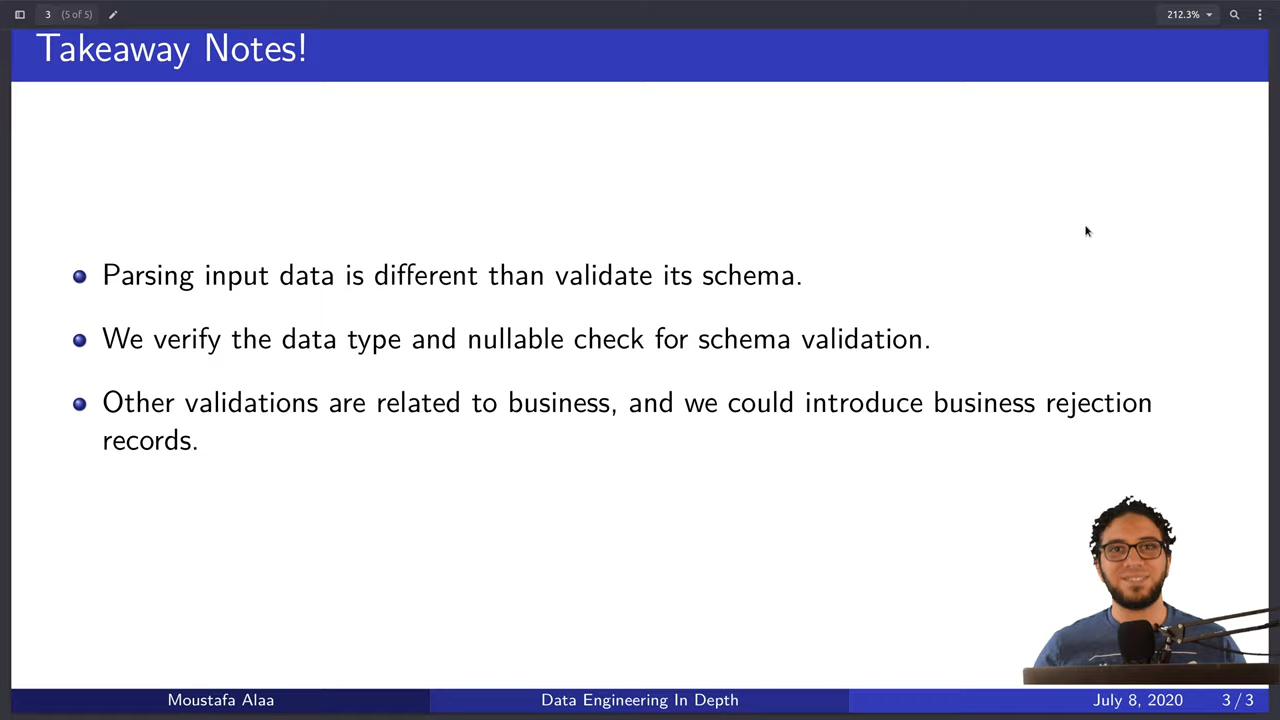 3 (5 of 5) 212.3%
Takeaway Notes!
Parsing input data is different than validate its schema.
We verify the data type and nullable check for schema validation.
Other validations are related to business, and we could introduce business rejection
records.
Moustafa Alaa Data Engineering In Depth July 8, 2020 3 / 3